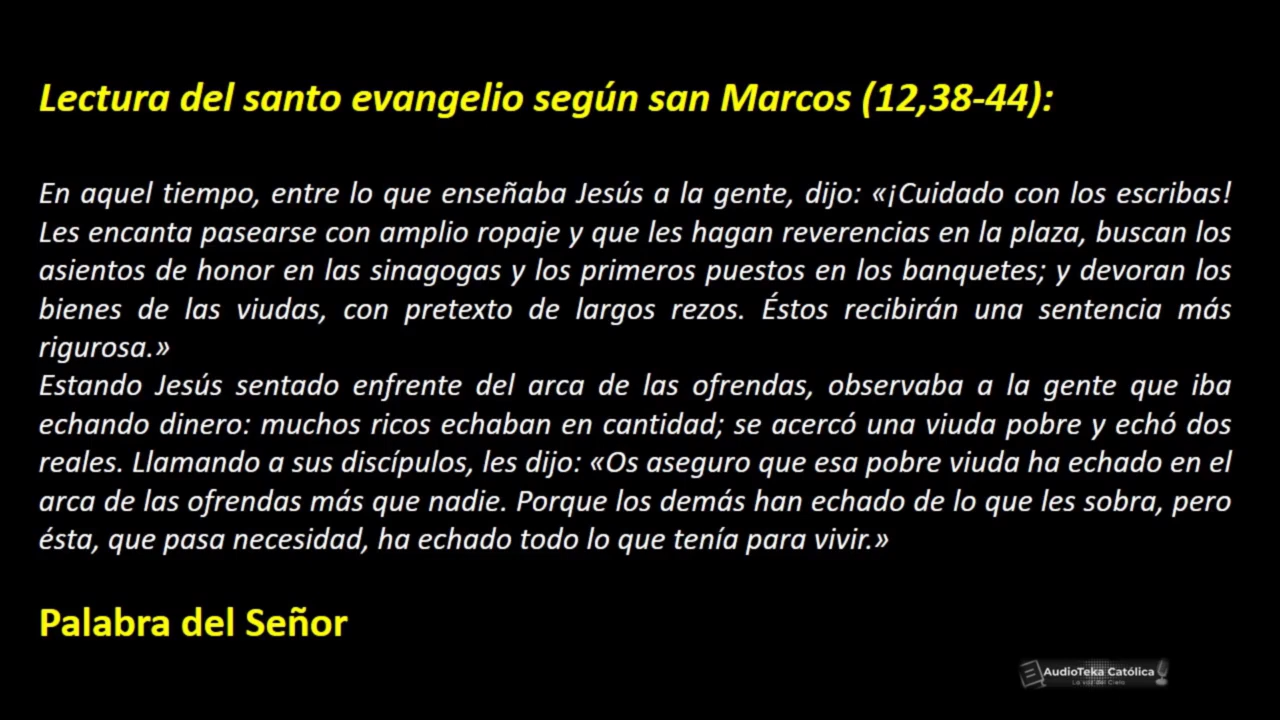 Lectura del santo evangelio según san Marcos (12,38-44):
En aquel tiempo, entre lo que enseñaba Jesús a la gente, dijo: «¡Cuidado con los escribas!
Les encanta pasearse con amplio ropaje y que les hagan reverencias en la plaza, buscan los
asientos de honor en las sinagogas y los primeros puestos en los banquetes; y devoran los
bienes de las viudas, con pretexto de largos rezos. Éstos recibirán una sentencia más
rigurosa.»
Estando Jesús sentado enfrente del arca de las ofrendas, observaba a la gente que iba
echando dinero: muchos ricos echaban en cantidad; se acercó una viuda pobre y echó dos
reales. Llamando a sus discípulos, les dijo: «Os aseguro que esa pobre viuda ha echado en el
arca de las ofrendas más que nadie. Porque los demás han echado de lo que les sobra, pero
ésta, que pasa necesidad, ha echado todo lo que tenía para vivir.»
Palabra del Señor
AudioTeka Católica